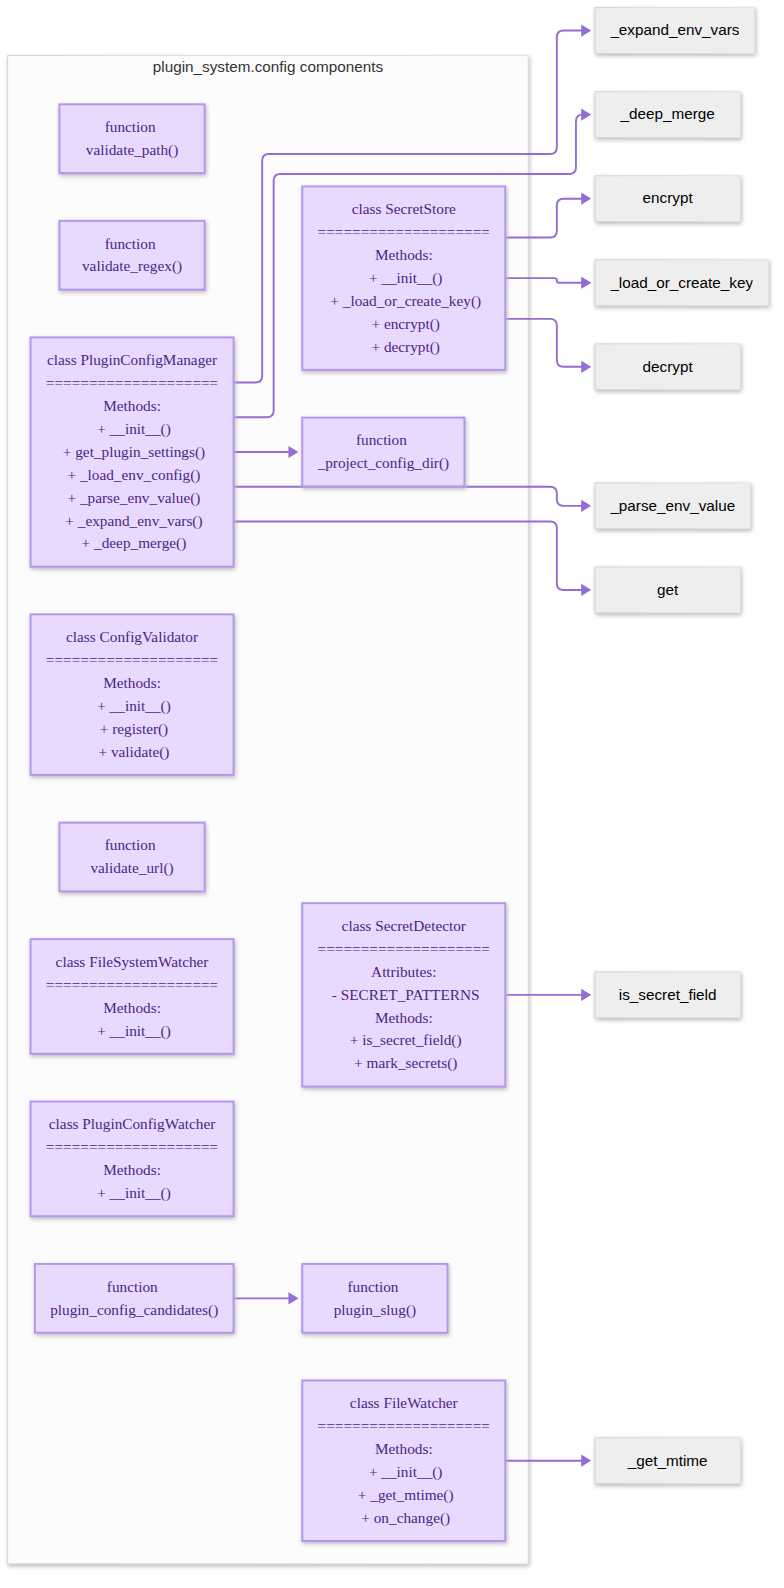 plugin_system.config components
function
validate_path()
function
validate_regex()
class PluginConfigManager
====================
Methods:
+ __init__()
+ get_plugin_settings()
+ _load_env_config()
+ _parse_env_value()
+ _expand_env_vars()
+ _deep_merge()
class ConfigValidator
====================
Methods:
+ __init__()
+ register()
+ validate()
function
validate_url()
class FileSystemWatcher
====================
Methods:
+ __init__()
class PluginConfigWatcher
====================
Methods:
+ __init__()
function
plugin_config_candidates()
class SecretStore
====================
Methods:
+ __init__()
+ _load_or_create_key()
+ encrypt()
+ decrypt()
function
_project_config_dir()
class SecretDetector
====================
Attributes:
- SECRET_PATTERNS
Methods:
+ is_secret_field()
+ mark_secrets()
function
plugin_slug()
class FileWatcher
====================
Methods:
+ __init__()
+ _get_mtime()
+ on_change()
_expand_env_vars
_deep_merge
encrypt
_load_or_create_key
decrypt
_parse_env_value
get
is_secret_field
_get_mtime